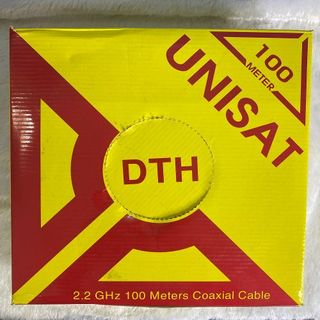 100
METER
UNISAT
DTH
2.2 GHz 100 Meters Coaxial Cable